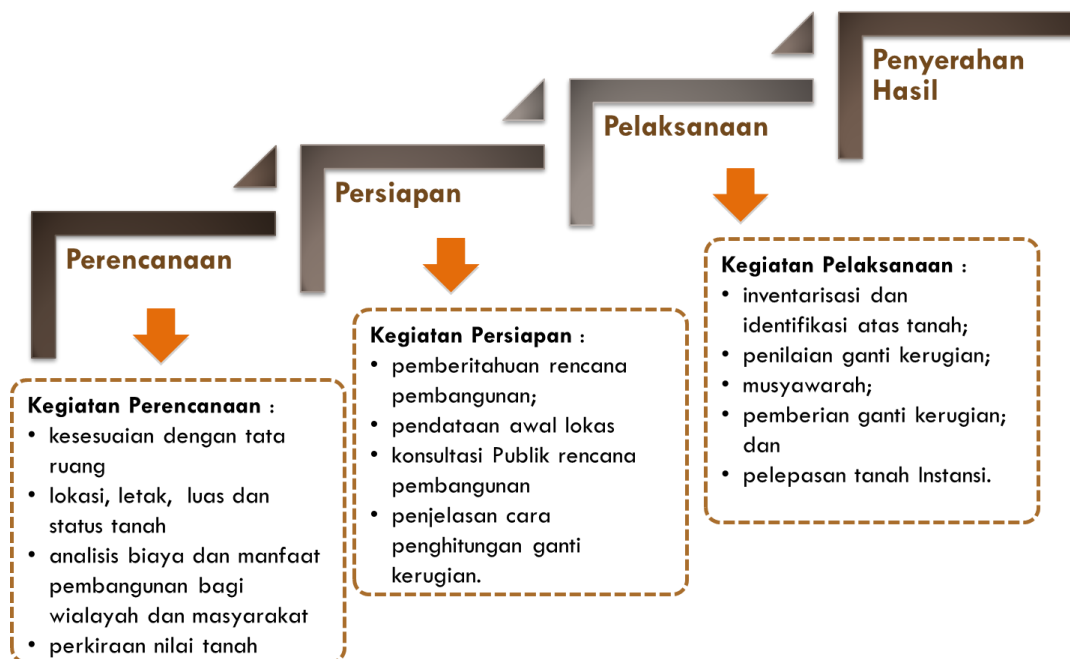 Penyerahan
Hasil
Pelaksanaan
Persiapan
Perencanaan
Kegiatan Pelaksanaan :
• inventarisasi dan
identifikasi atas tanah;
• penilaian ganti kerugian;
• musyawarah;
• pemberian ganti kerugian;
dan
• pelepasan tanah Instansi.
Kegiatan Persiapan :
• pemberitahuan rencana
pembangunan;
• pendataan awal lokas
• konsultasi Publik rencana
pembangunan
• penjelasan cara
penghitungan ganti
kerugian.
Kegiatan Perencanaan :
• kesesuaian dengan tata
ruang
• lokasi, letak, luas dan
status tanah
• analisis biaya dan manfaat
pembangunan bagi
wialayah dan masyarakat
• perkiraan nilai tanah